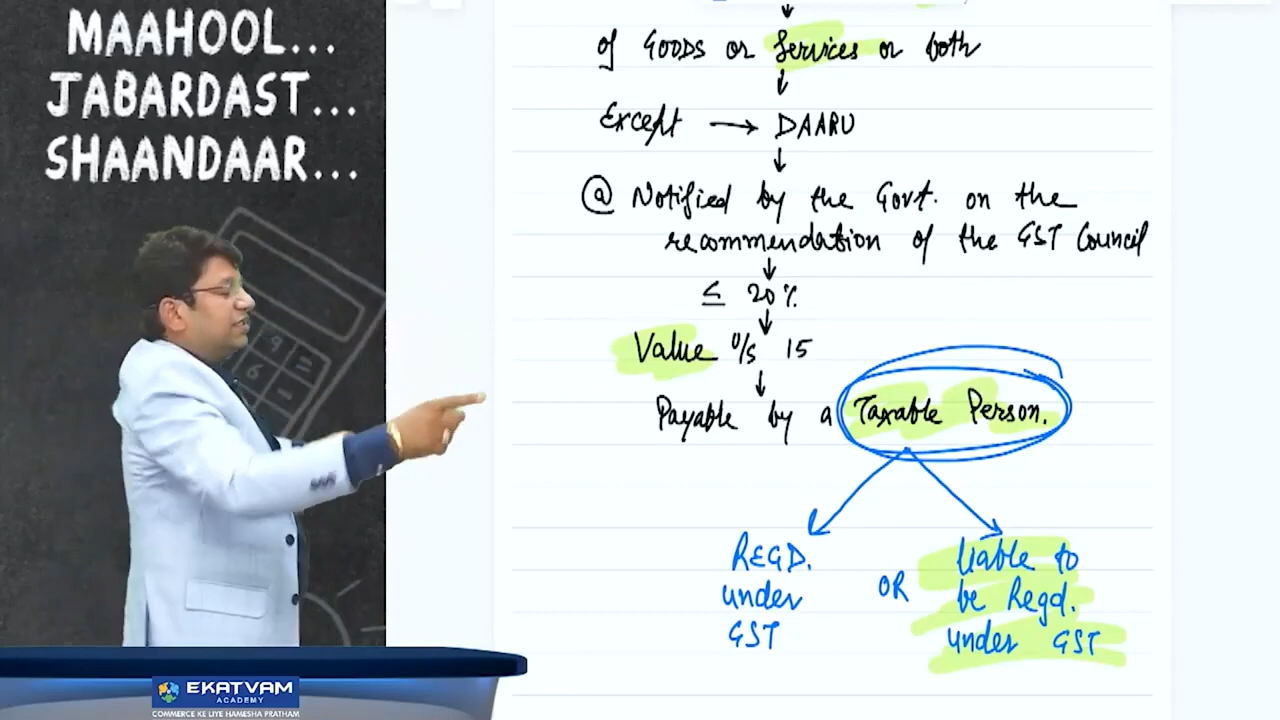 MAAHOOL...
JABARDAST...
SHAANDAAR...
of GOODS or Services or both
Except → DAARU
@ Notified by the Govt. on the
recommendation of the GST Council
≤ 20%
Value u/s 15
Payable by a Taxable Person.
REGD.
under
GST
OR
liable to
be Regd.
under GST
EKATVAM
ACADEMY
COMMERCE KE LIYE HAMESHA PRATHAM